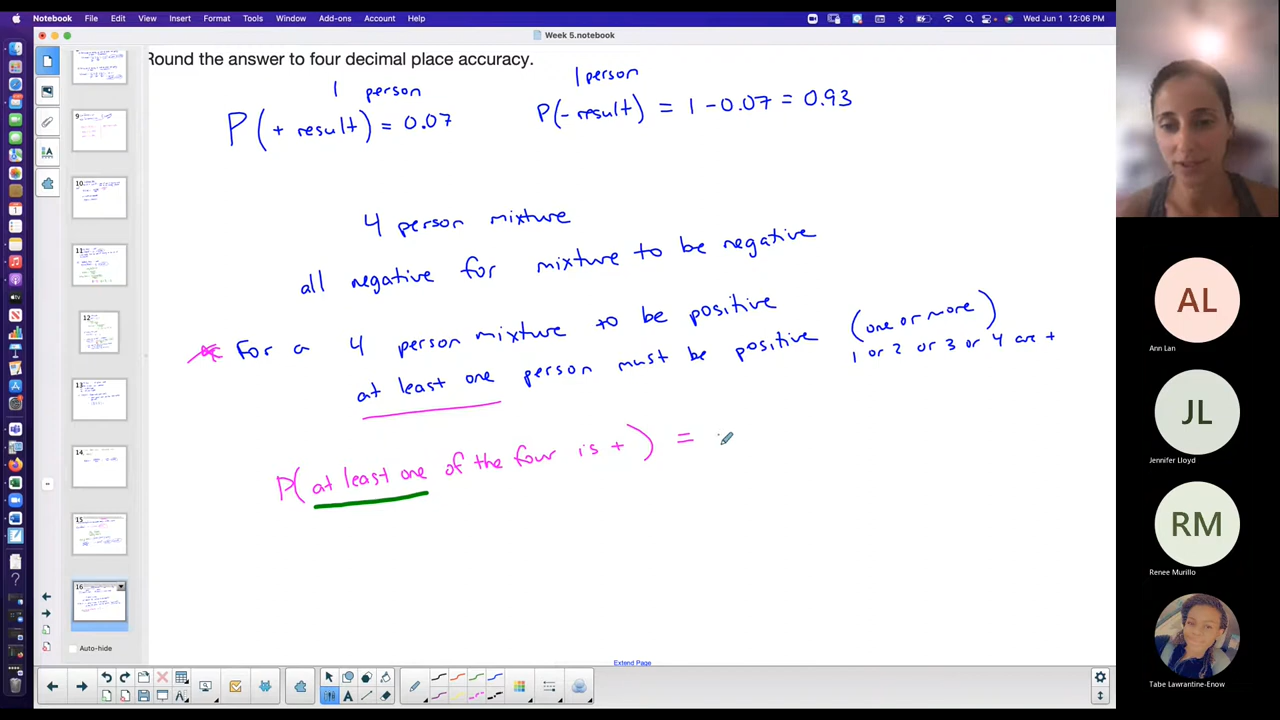 Notebook File Edit View Insert Format Tools Window Add-ons Account Help
Wed Jun 1 12:06 PM
Week 5.notebook
Round the answer to four decimal place accuracy.
1 person
P(+ result) = 0.07
1 person
P(- result) = 1 - 0.07 = 0.93
4 person mixture
all negative for mixture to be negative
For a 4 person mixture to be positive
at least one person must be positive
(one or more)
1 or 2 or 3 or 4 are +
P(at least one of the four is +) =
9
10
11
12
13
14
15
16
Auto-hide
Extend Page
AL
Ann Lan
JL
Jennifer Lloyd
RM
Renee Murillo
Tabe Lawrantine-Enow